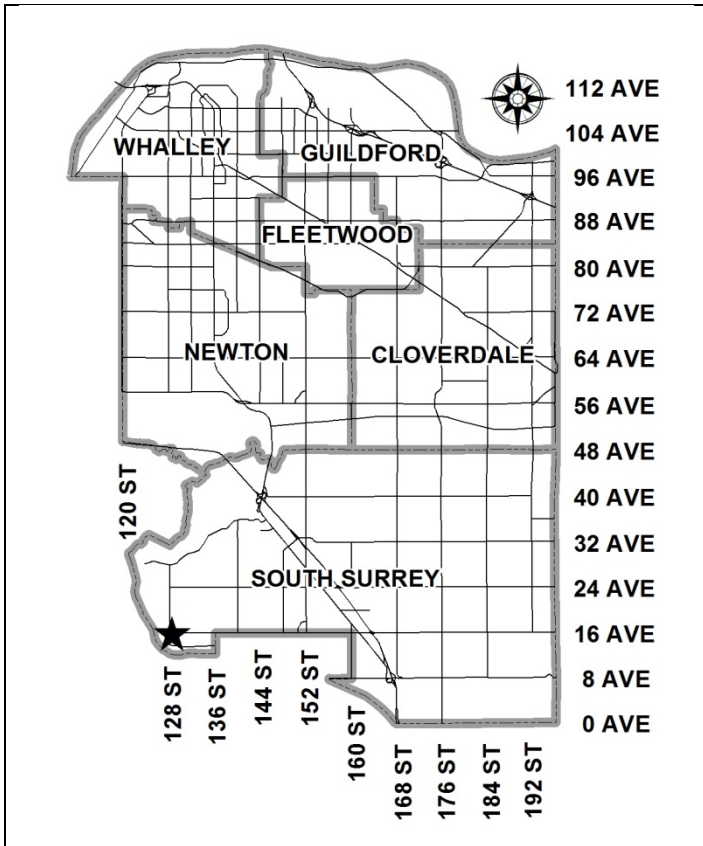 112 AVE
104 AVE
WHALLEY
GUILDFORD
96 AVE
88 AVE
FLEETWOOD
80 AVE
72 AVE
NEWTON
CLOVERDALE
64 AVE
56 AVE
48 AVE
120 ST
40 AVE
32 AVE
SOUTH SURREY
24 AVE
16 AVE
8 AVE
0 AVE
128 ST
136 ST
144 ST
152 ST
160 ST
168 ST
176 ST
184 ST
192 ST